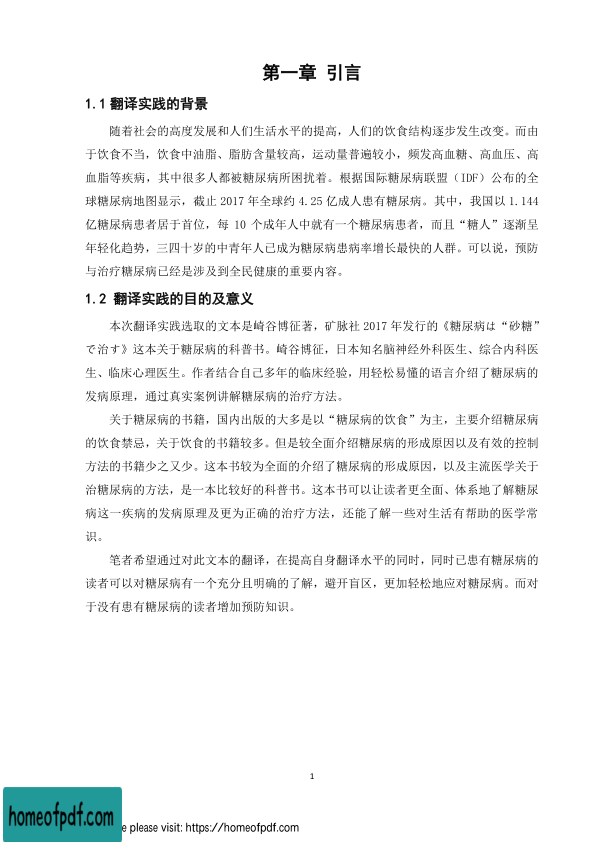 第一章 引言
1.1翻译实践的背景
随着社会的高度发展和人们生活水平的提高，人们的饮食结构逐步发生改变。而由
于饮食不当，饮食中油脂、脂肪含量较高，运动量普遍较小，频发高血糖、高血压、高
血脂等疾病，其中很多人都被糖尿病所困扰着。根据国际糖尿病联盟（IDF）公布的全
球糖尿病地图显示，截止 2017 年全球约 4.25 亿成人患有糖尿病。其中，我国以 1.144
亿糖尿病患者居于首位，每 10 个成年人中就有一个糖尿病患者，而且“糖人”逐渐呈
年轻化趋势，三四十岁的中青年人已成为糖尿病患病率增长最快的人群。可以说，预防
与治疗糖尿病已经是涉及到全民健康的重要内容。
1.2 翻译实践的目的及意义
本次翻译实践选取的文本是崎谷博征著，矿脉社 2017 年发行的《糖尿病は“砂糖”
で治す》这本关于糖尿病的科普书。崎谷博征，日本知名脑神经外科医生、综合内科医
生、临床心理医生。作者结合自己多年的临床经验，用轻松易懂的语言介绍了糖尿病的
发病原理，通过真实案例讲解糖尿病的治疗方法。
关于糖尿病的书籍，国内出版的大多是以“糖尿病的饮食”为主，主要介绍糖尿病
的饮食禁忌，关于饮食的书籍较多。但是较全面介绍糖尿病的形成原因以及有效的控制
方法的书籍少之又少。这本书较为全面的介绍了糖尿病的形成原因，以及主流医学关于
治糖尿病的方法，是一本比较好的科普书。这本书可以让读者更全面、体系地了解糖尿
病这一疾病的发病原理及更为正确的治疗方法，还能了解一些对生活有帮助的医学常
识。
笔者希望通过对此文本的翻译，在提高自身翻译水平的同时，同时已患有糖尿病的
读者可以对糖尿病有一个充分且明确的了解，避开盲区，更加轻松地应对糖尿病。而对
于没有患有糖尿病的读者增加预防知识。
1
homeofpdf.com
please visit: https://homeofpdf.com